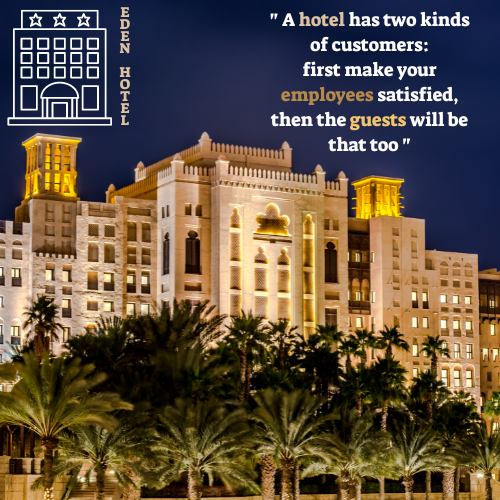 EDEN HOTEL
" A hotel has two kinds
of customers:
first make your
employees satisfied,
then the guests will be
that too "